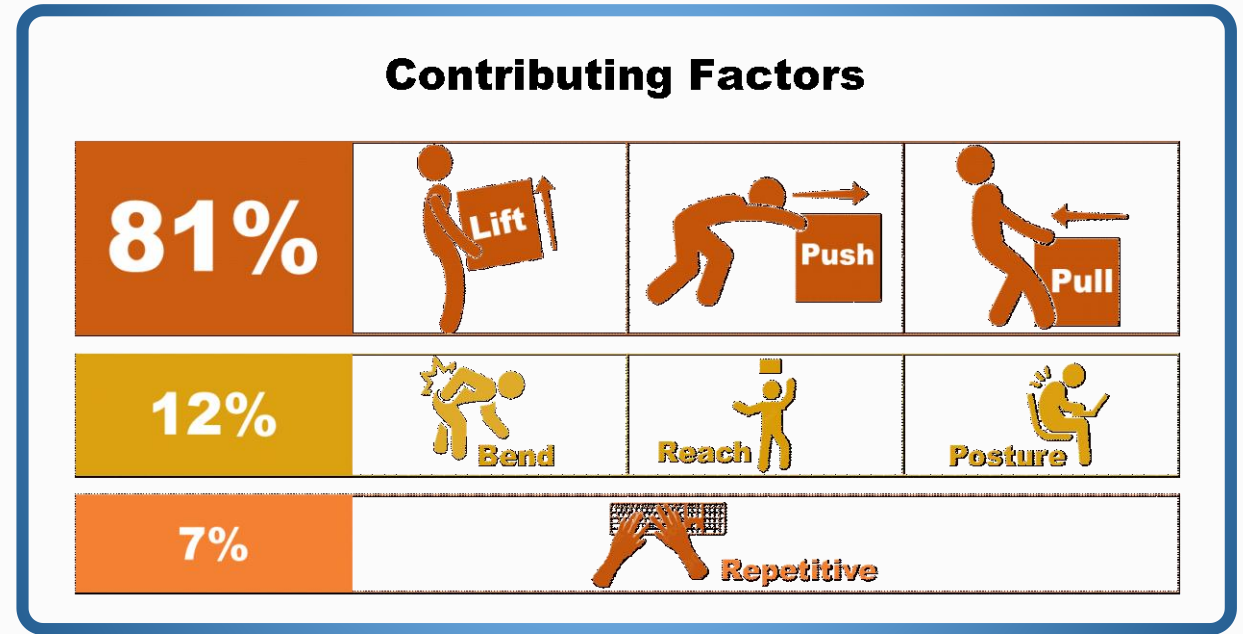 Contributing Factors
81%
Lift
Push
Pull
12%
Bend
Reach
Posture
7%
Repetitive